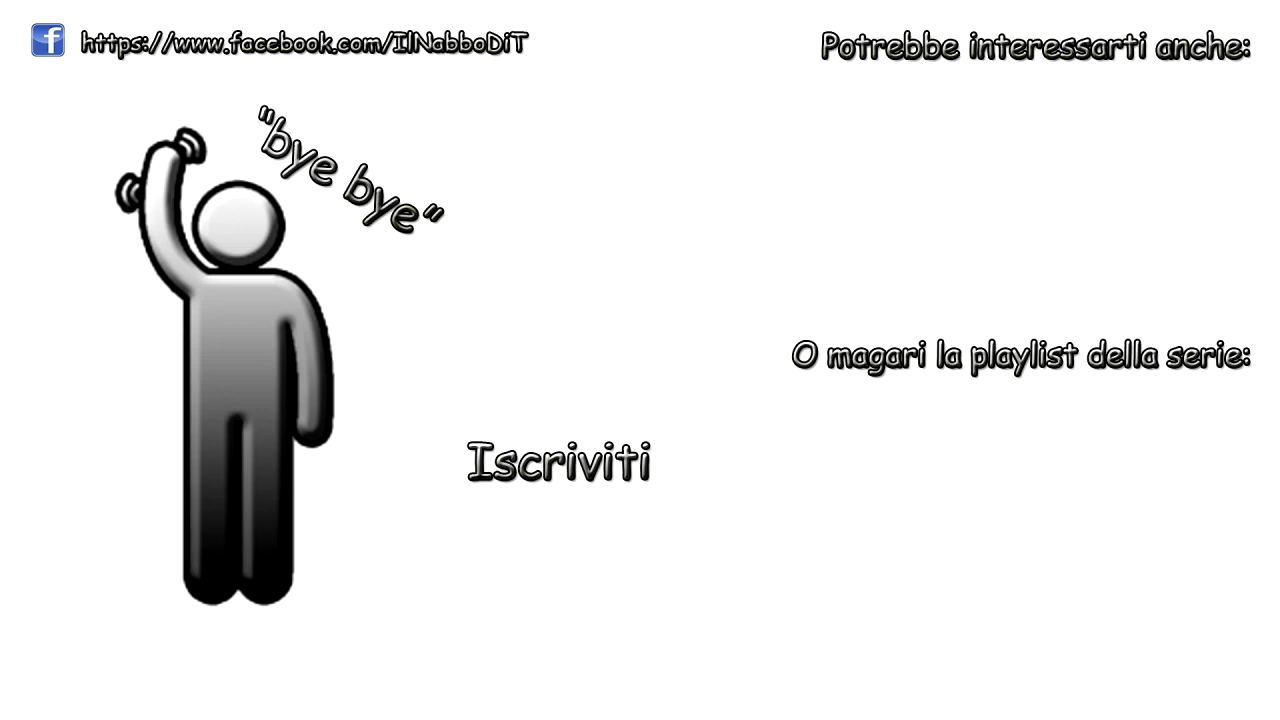 https://www.facebook.com/IlNabboDiT
Potrebbe interessarti anche:
"bye bye"
O magari la playlist della serie:
Iscriviti